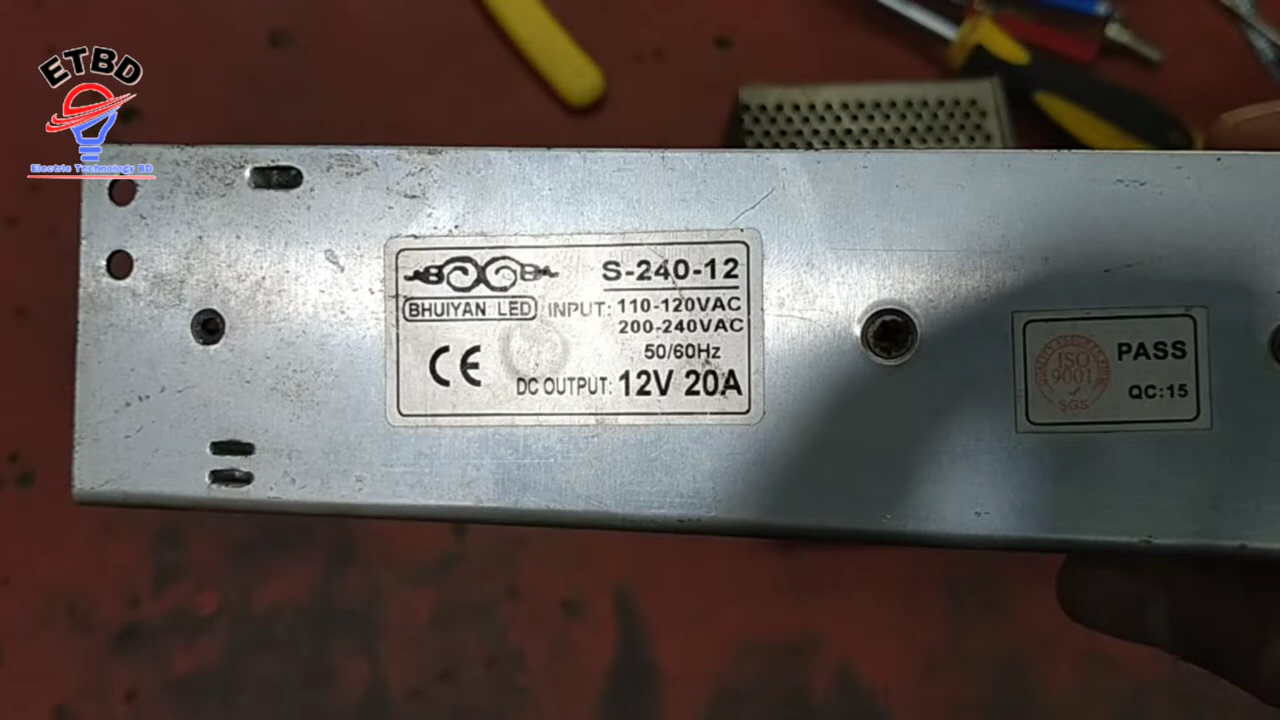 ETBD
Electric Technology BD
S-240-12
BHUIYAN LED
INPUT: 110-120VAC
200-240VAC
50/60Hz
CE
DC OUTPUT: 12V 20A
ISO
9001
SGS
PASS
QC:15